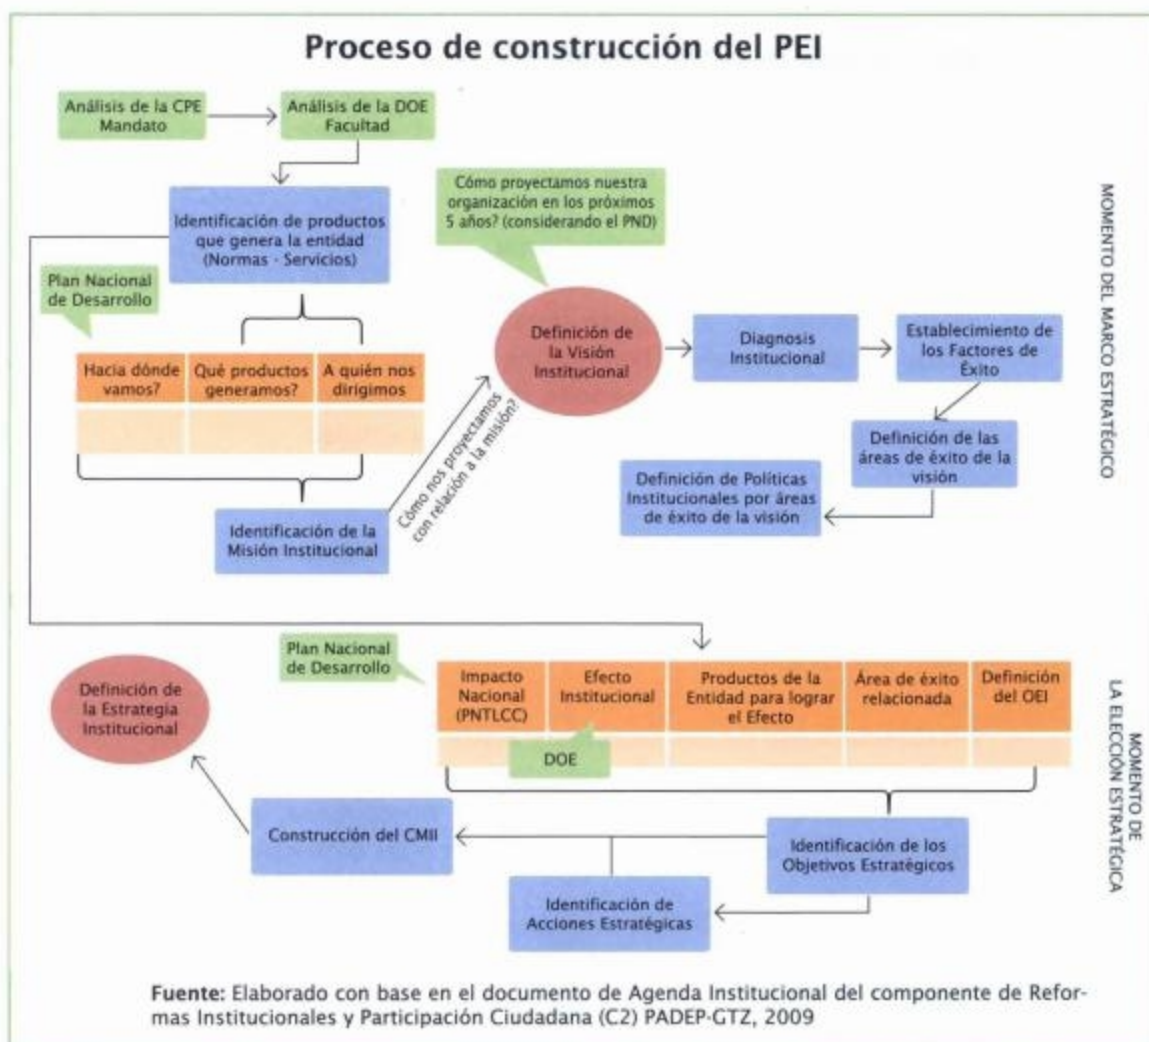 Proceso de construcción del PEI
Análisis de la CPE
Mandato
Análisis de la DOE
Facultad
Identificación de productos
que genera la entidad
(Normas - Servicios)
Cómo proyectamos nuestra
organización en los próximos
5 años? (considerando el PND)
Plan Nacional
de Desarrollo
Hacia dónde
vamos?
Qué productos
generamos?
A quién nos
dirigimos
Identificación de la
Misión Institucional
Cómo nos proyectamos
con relación a la misión?
Definición de
la Visión
Institucional
Diagnosis
Institucional
Establecimiento de
los Factores de
Éxito
Definición de las
áreas de éxito de la
visión
Definición de Políticas
Institucionales por áreas
de éxito de la visión
MOMENTO DEL MARCO ESTRATÉGICO
Plan Nacional
de Desarrollo
Impacto
Nacional
(PNTLCC)
Efecto
Institucional
Productos de la
Entidad para lograr
el Efecto
Área de éxito
relacionada
Definición
del OEI
DOE
Definición de
la Estrategia
Institucional
Construcción del CMII
Identificación de los
Objetivos Estratégicos
Identificación de
Acciones Estratégicas
MOMENTO DE
LA ELECCIÓN ESTRATÉGICA
Fuente: Elaborado con base en el documento de Agenda Institucional del componente de Refor-
mas Institucionales y Participación Ciudadana (C2) PADEP-GTZ, 2009